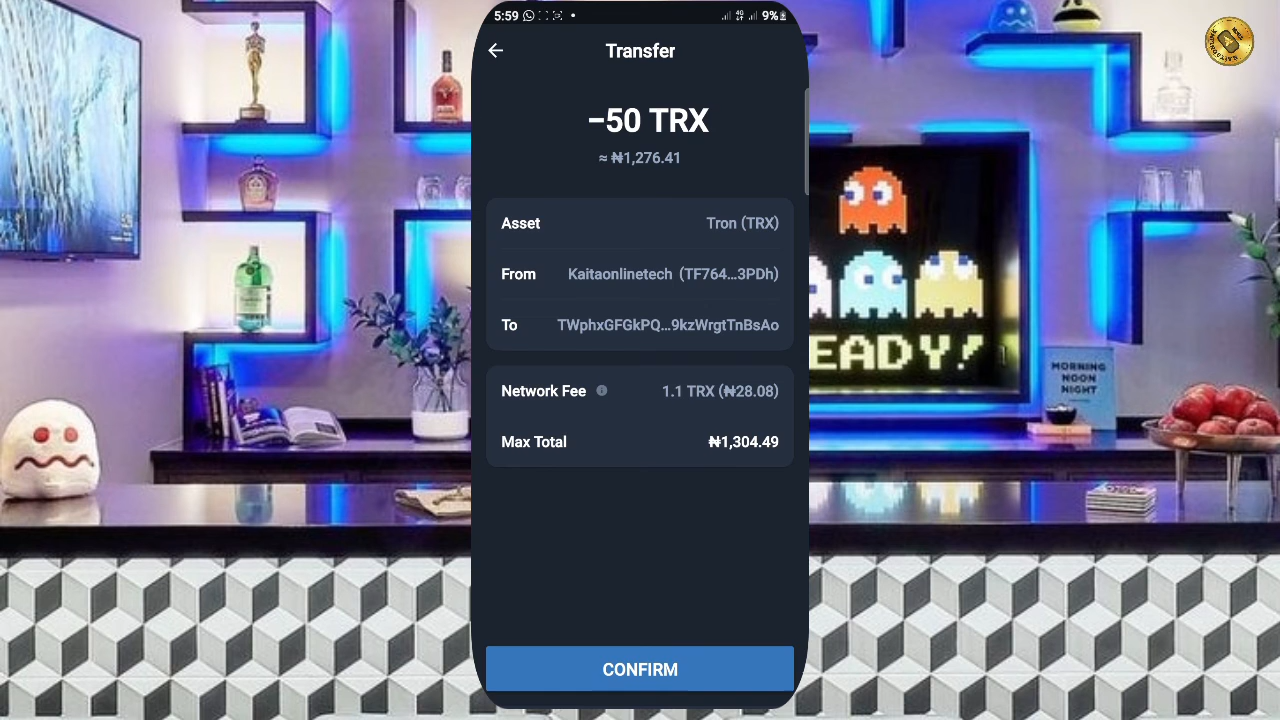 5:59
9%
Transfer
−50 TRX
≈ ₦1,276.41
Asset Tron (TRX)
From Kaitaonlinetech (TF764...3PDh)
To TWphxGFGkPQ...9kzWrgtTnBsAo
Network Fee 1.1 TRX (₦28.08)
Max Total ₦1,304.49
CONFIRM
EADY!
MORNING
NOON
NIGHT